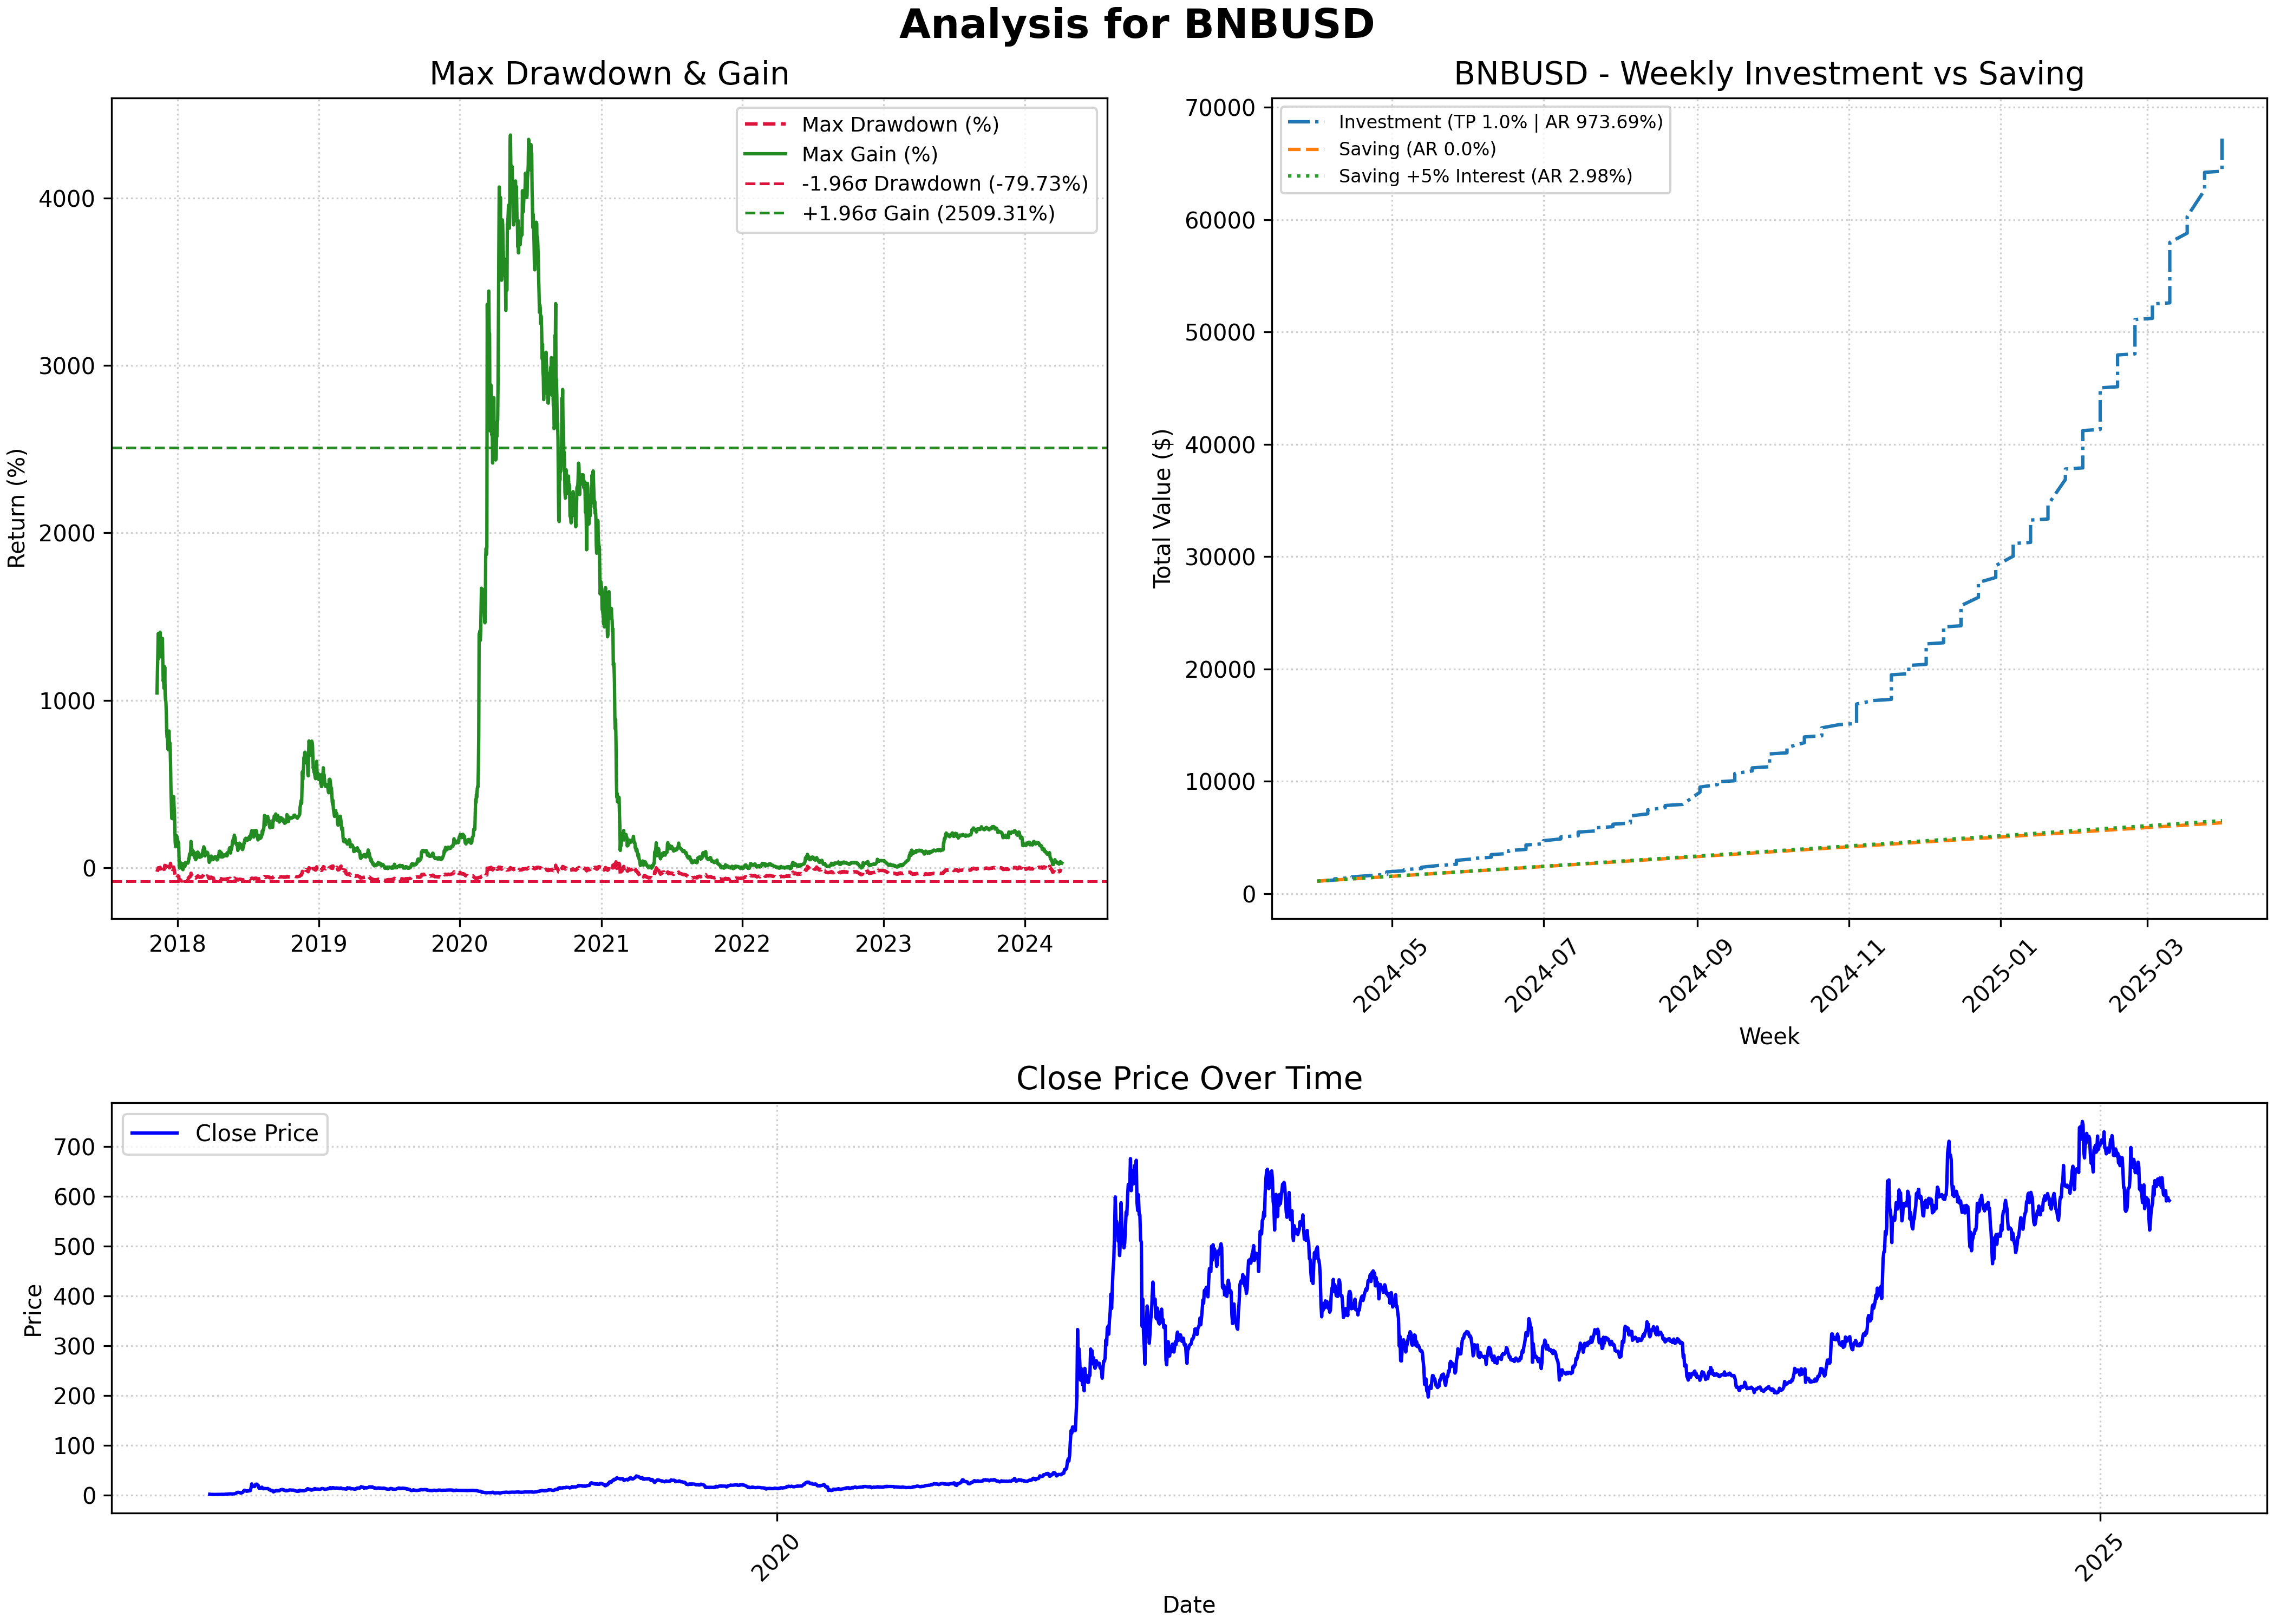 Analysis for BNBUSD
Max Drawdown & Gain
Max Drawdown (%)
Max Gain (%)
-1.96σ Drawdown (-79.73%)
+1.96σ Gain (2509.31%)
Return (%)
4000
3000
2000
1000
0
2018
2019
2020
2021
2022
2023
2024
BNBUSD - Weekly Investment vs Saving
Investment (TP 1.0% | AR 973.69%)
Saving (AR 0.0%)
Saving +5% Interest (AR 2.98%)
Total Value ($)
70000
60000
50000
40000
30000
20000
10000
0
2024-05
2024-07
2024-09
2024-11
2025-01
2025-03
Week
Close Price Over Time
Close Price
Price
700
600
500
400
300
200
100
0
2020
2025
Date